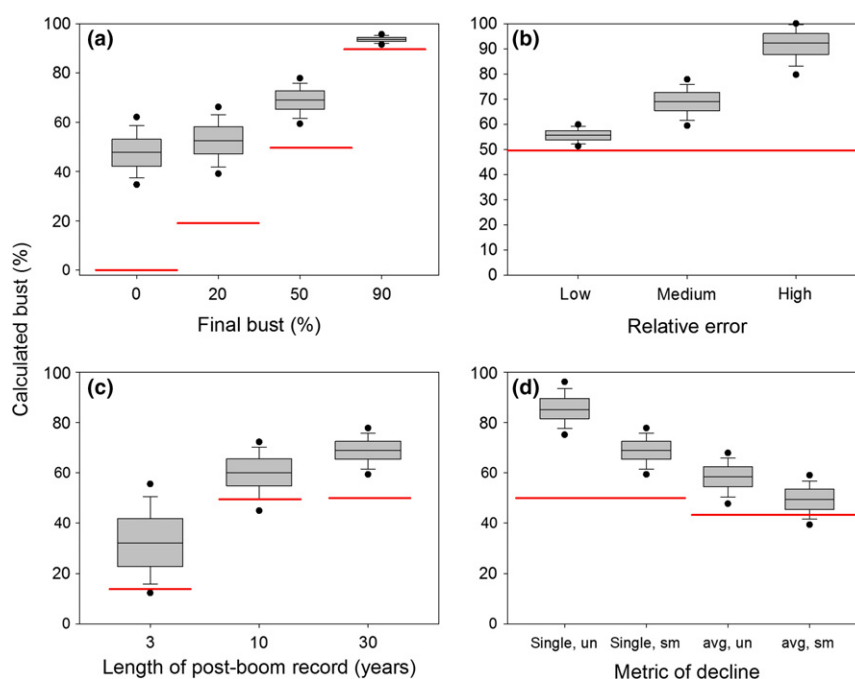 Calculated bust (%)
(a)
100
80
60
40
20
0
0 20 50 90
Final bust (%)
(b)
100
90
80
70
60
50
40
30
20
10
0
Low Medium High
Relative error
(c)
100
80
60
40
20
0
3 10 30
Length of post-boom record (years)
(d)
100
80
60
40
20
0
Single, un Single, sm avg, un avg, sm
Metric of decline